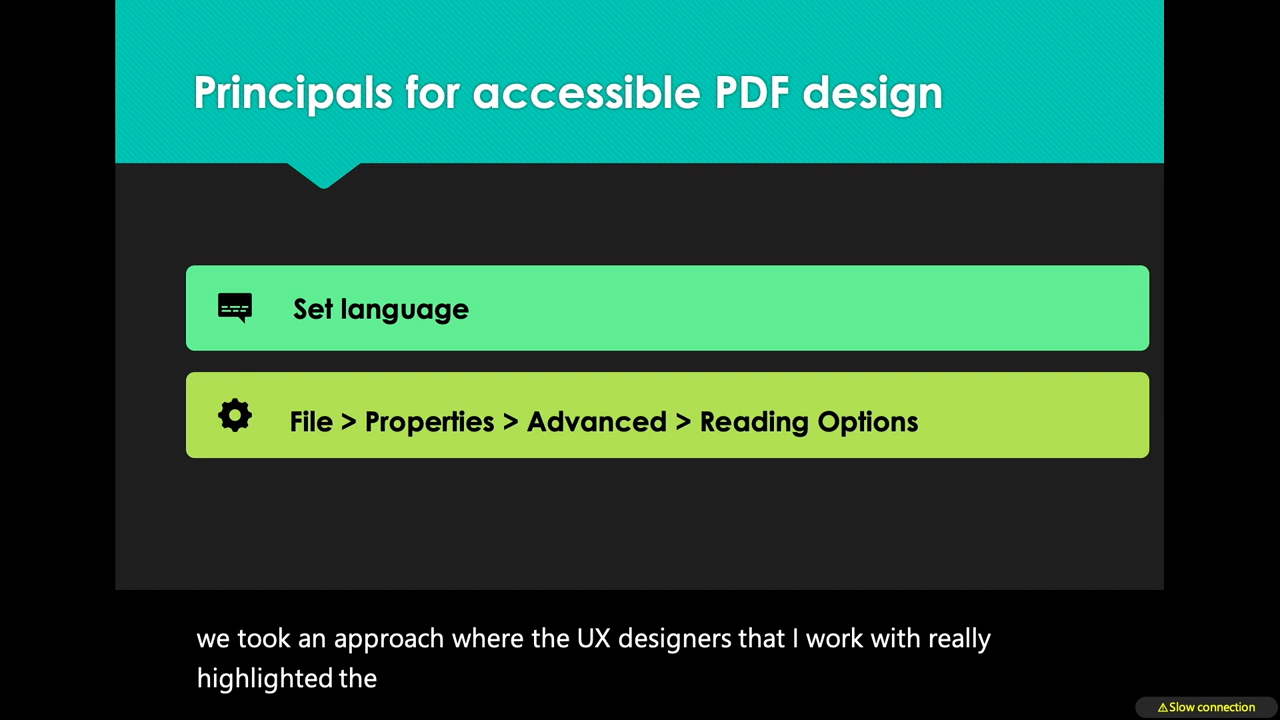 Principals for accessible PDF design
Set language
File > Properties > Advanced > Reading Options
we took an approach where the UX designers that I work with really
highlighted the
⚠Slow connection